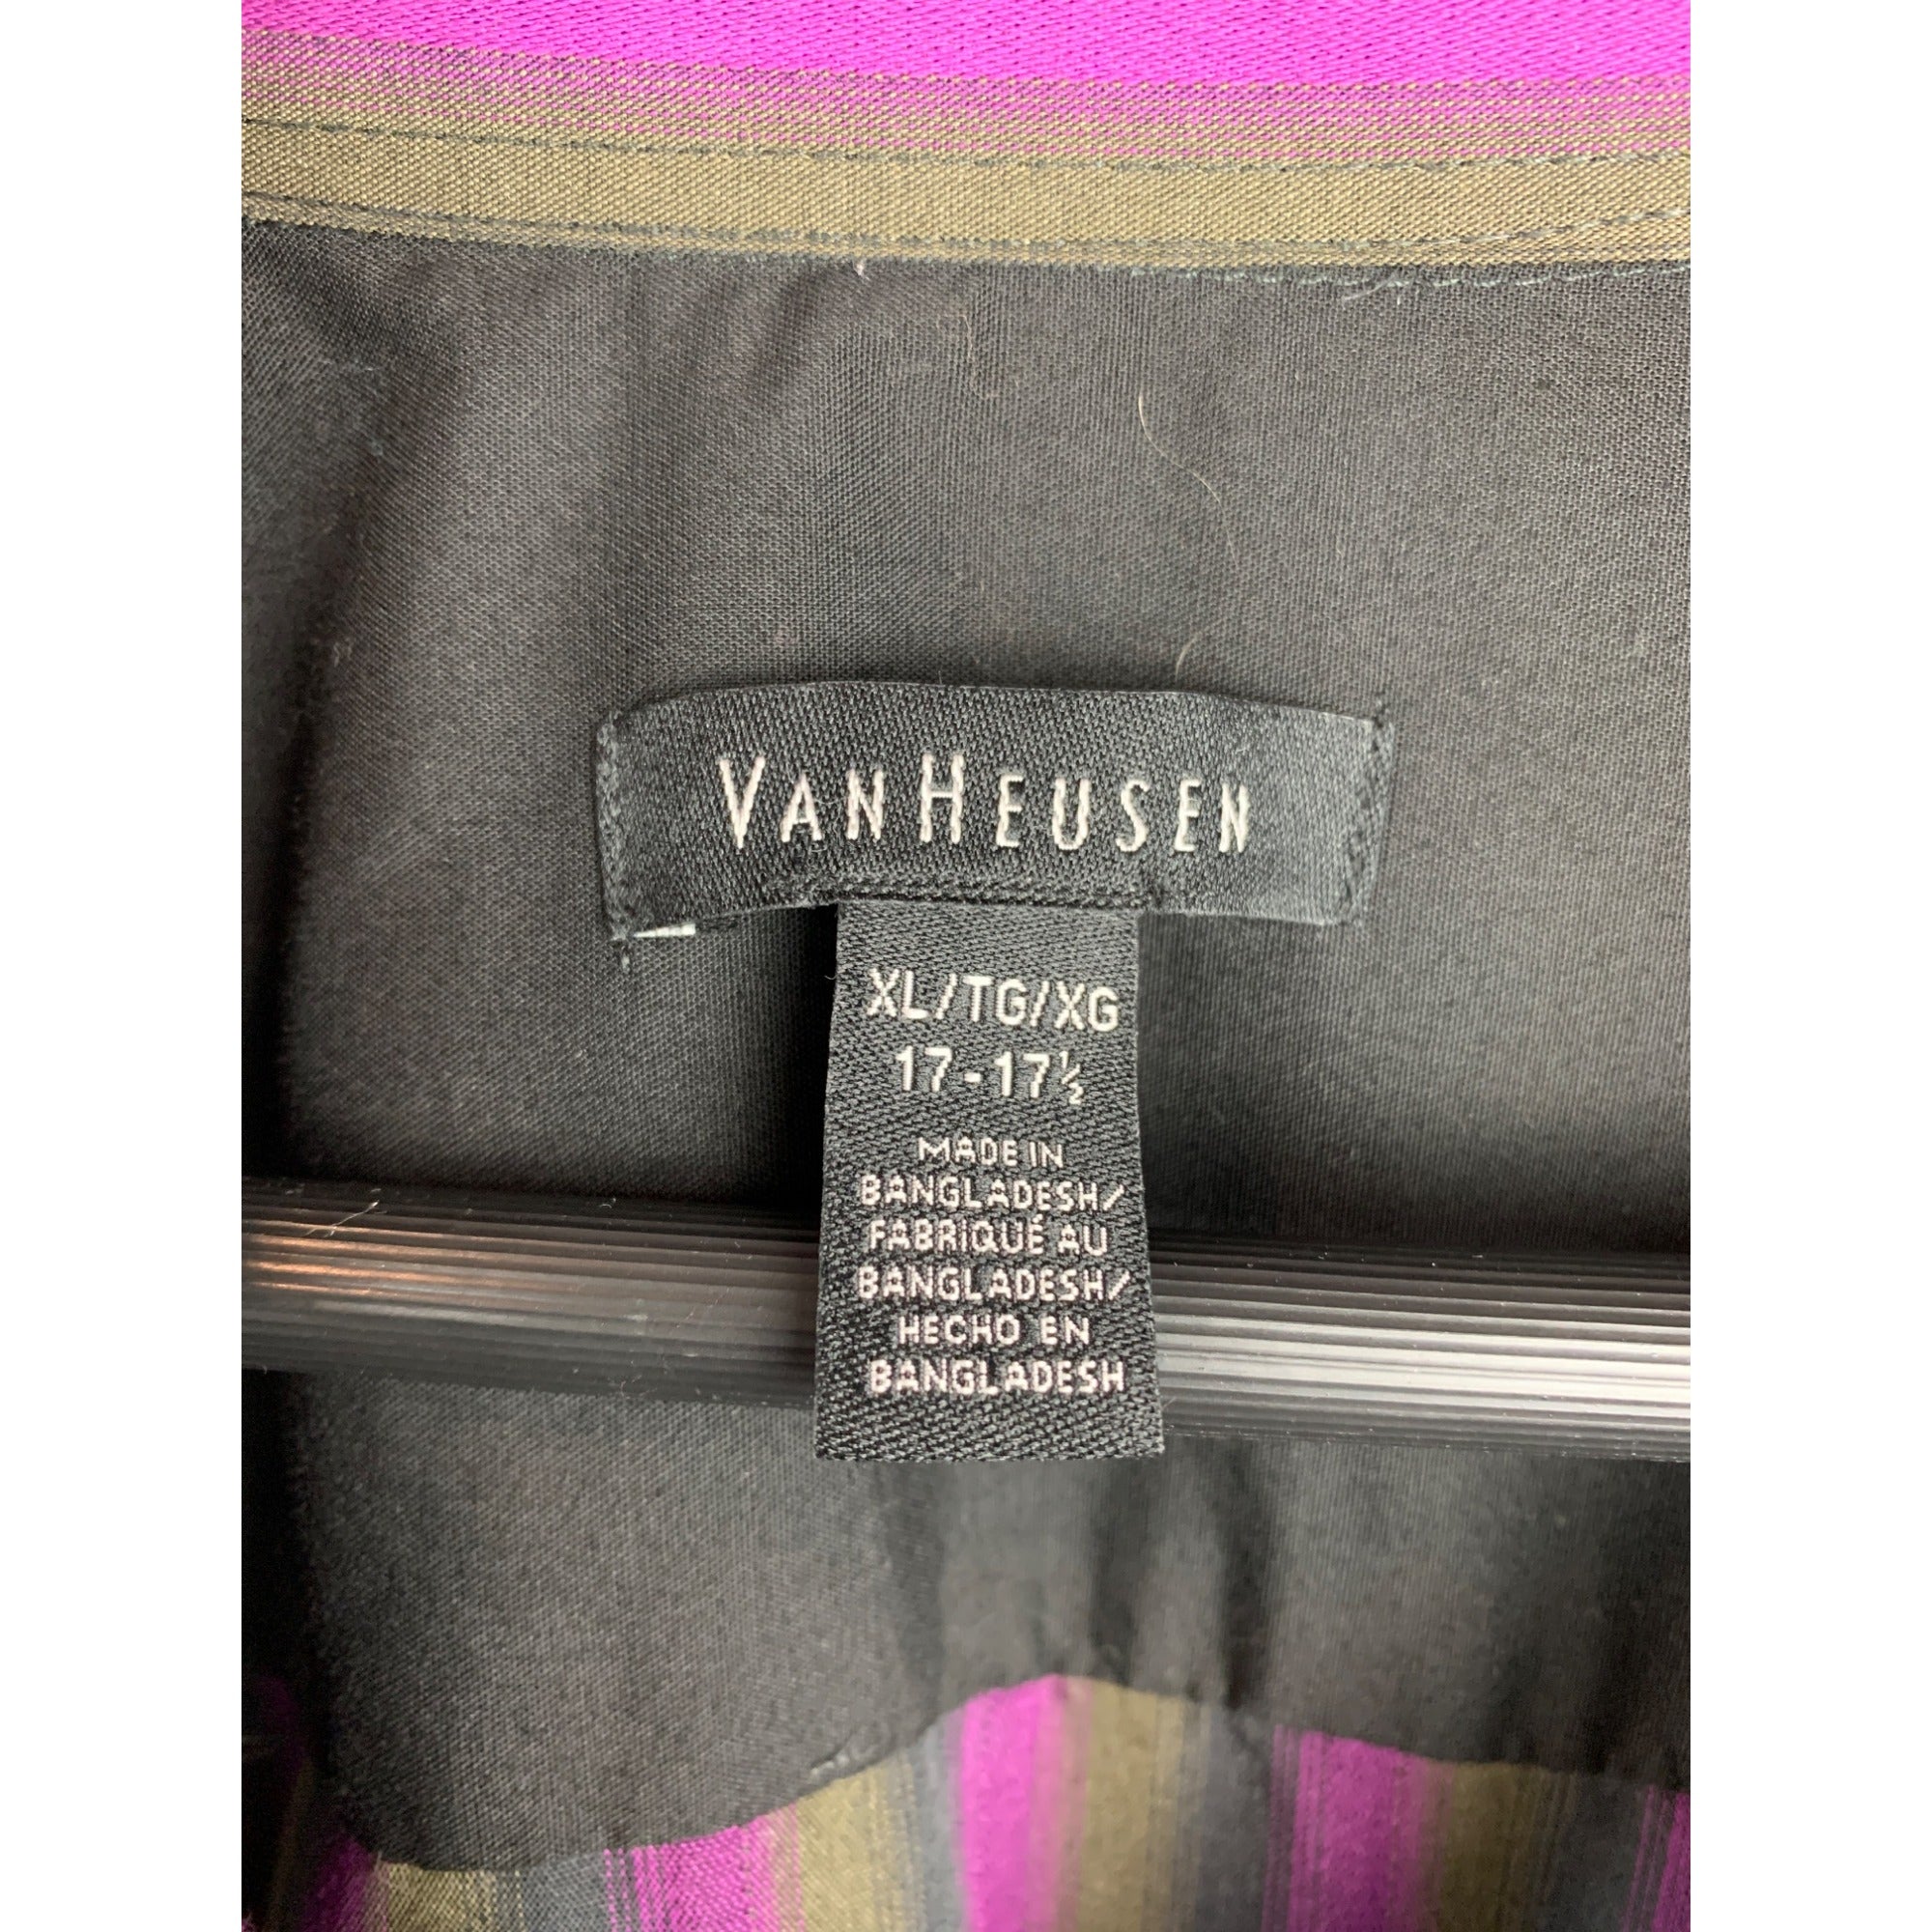 VANHEUSEN
XL/TG/XG
17-17½
MADE IN
BANGLADESH/
FABRIQUÉ AU
BANGLADESH/
HECHO EN
BANGLADESH